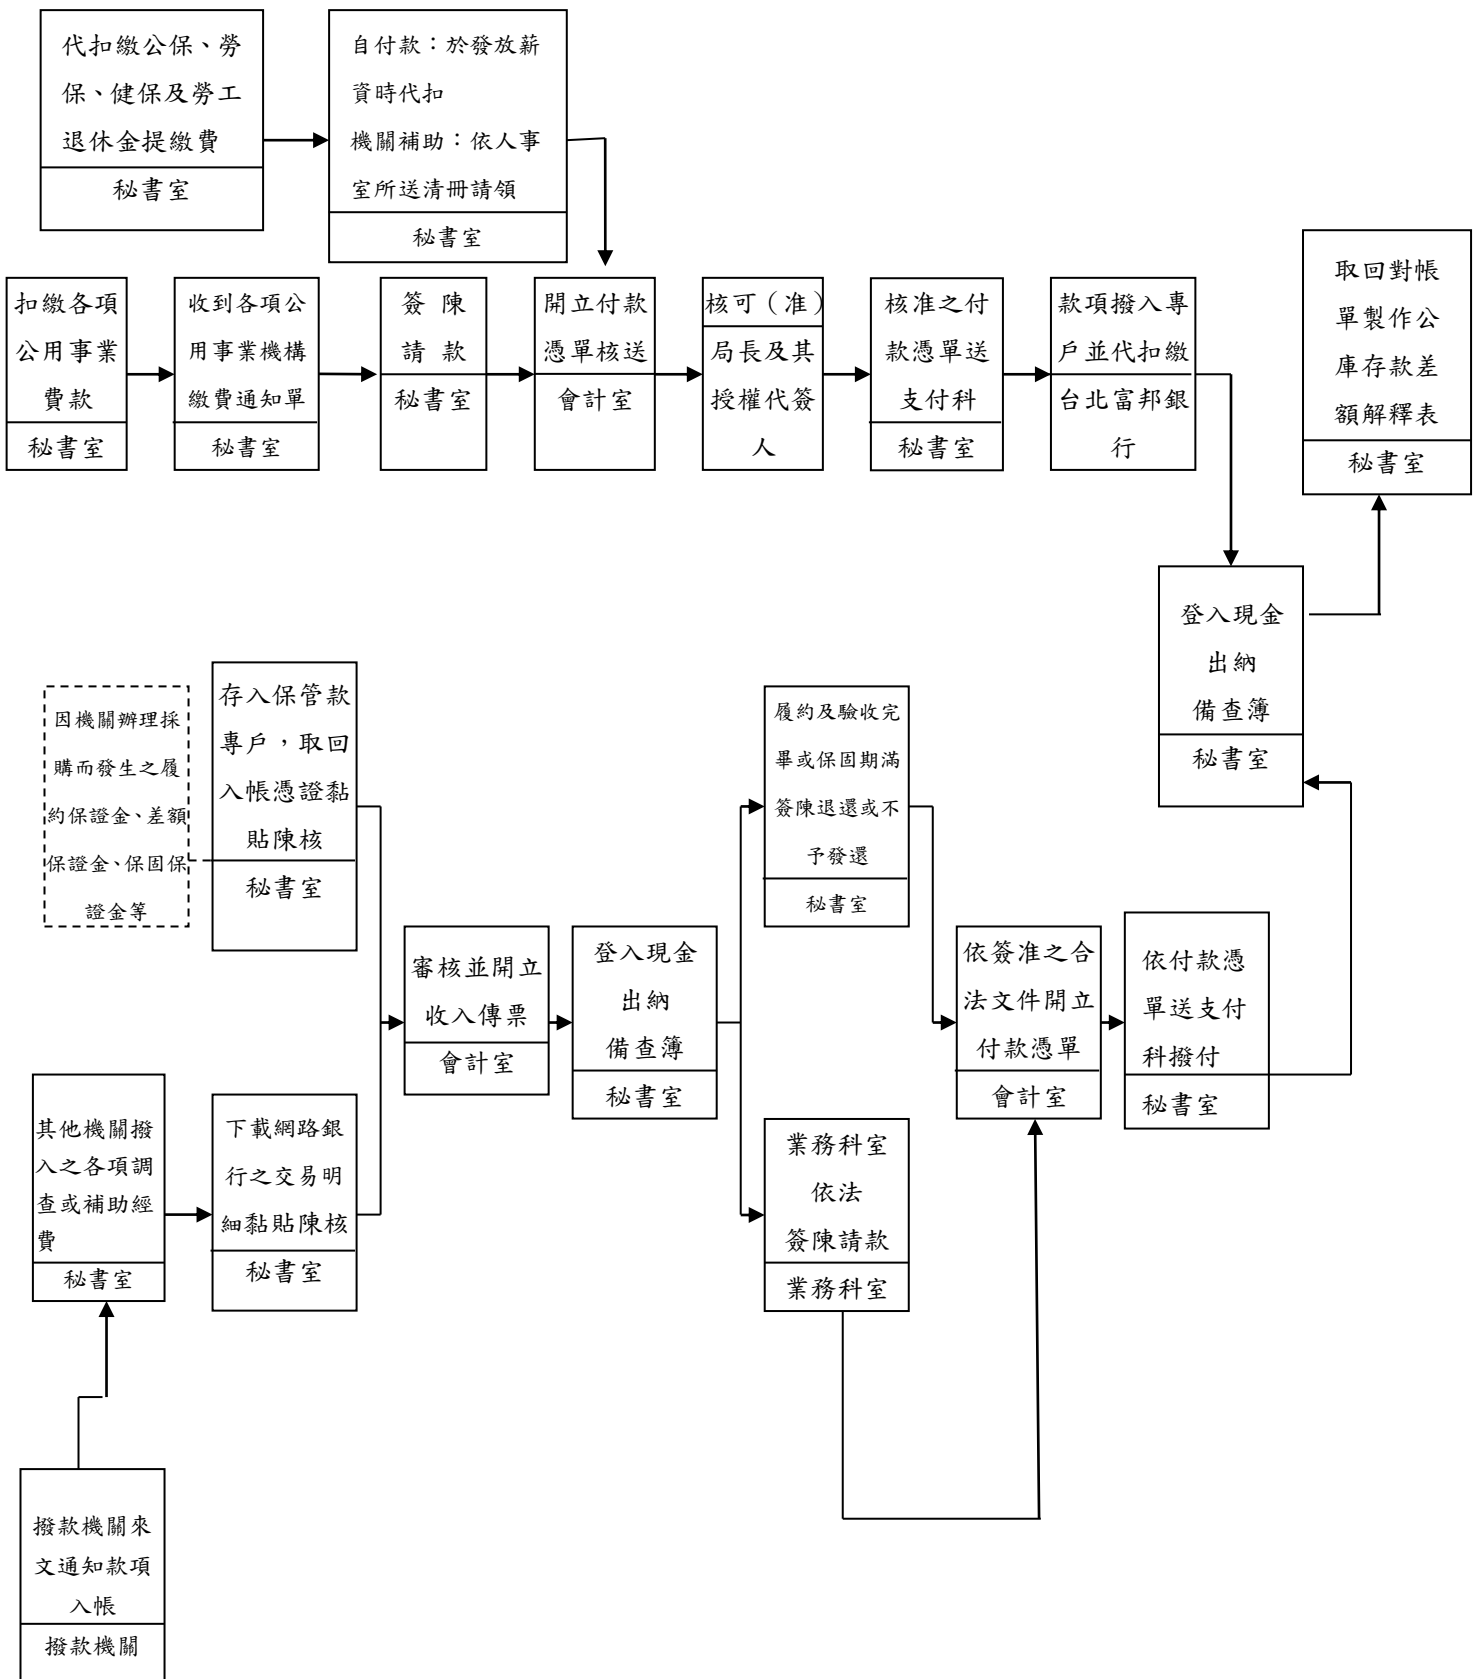 代扣繳公保、勞
保、健保及勞工
退休金提繳費
秘書室
自付款：於發放薪
資時代扣
機關補助：依人事
室所送清冊請領
秘書室
扣繳各項
公用事業
費款
秘書室
收到各項公
用事業機構
繳費通知單
秘書室
簽 陳
請 款
秘書室
開立付款
憑單核送
會計室
核可（准）
局長及其
授權代簽
人
核准之付
款憑單送
支付科
秘書室
款項撥入專
戶並代扣繳
台北富邦銀
行
取回對帳
單製作公
庫存款差
額解釋表
秘書室
登入現金
出納
備查簿
秘書室
因機關辦理採
購而發生之履
約保證金、差額
保證金、保固保
證金等
存入保管款
專戶，取回
入帳憑證黏
貼陳核
秘書室
履約及驗收完
畢或保固期滿
簽陳退還或不
予發還
秘書室
審核並開立
收入傳票
會計室
登入現金
出納
備查簿
秘書室
依簽准之合
法文件開立
付款憑單
會計室
依付款憑
單送支付
科撥付
秘書室
其他機關撥
入之各項調
查或補助經
費
秘書室
下載網路銀
行之交易明
細黏貼陳核
秘書室
業務科室
依法
簽陳請款
業務科室
撥款機關來
文通知款項
入帳
撥款機關